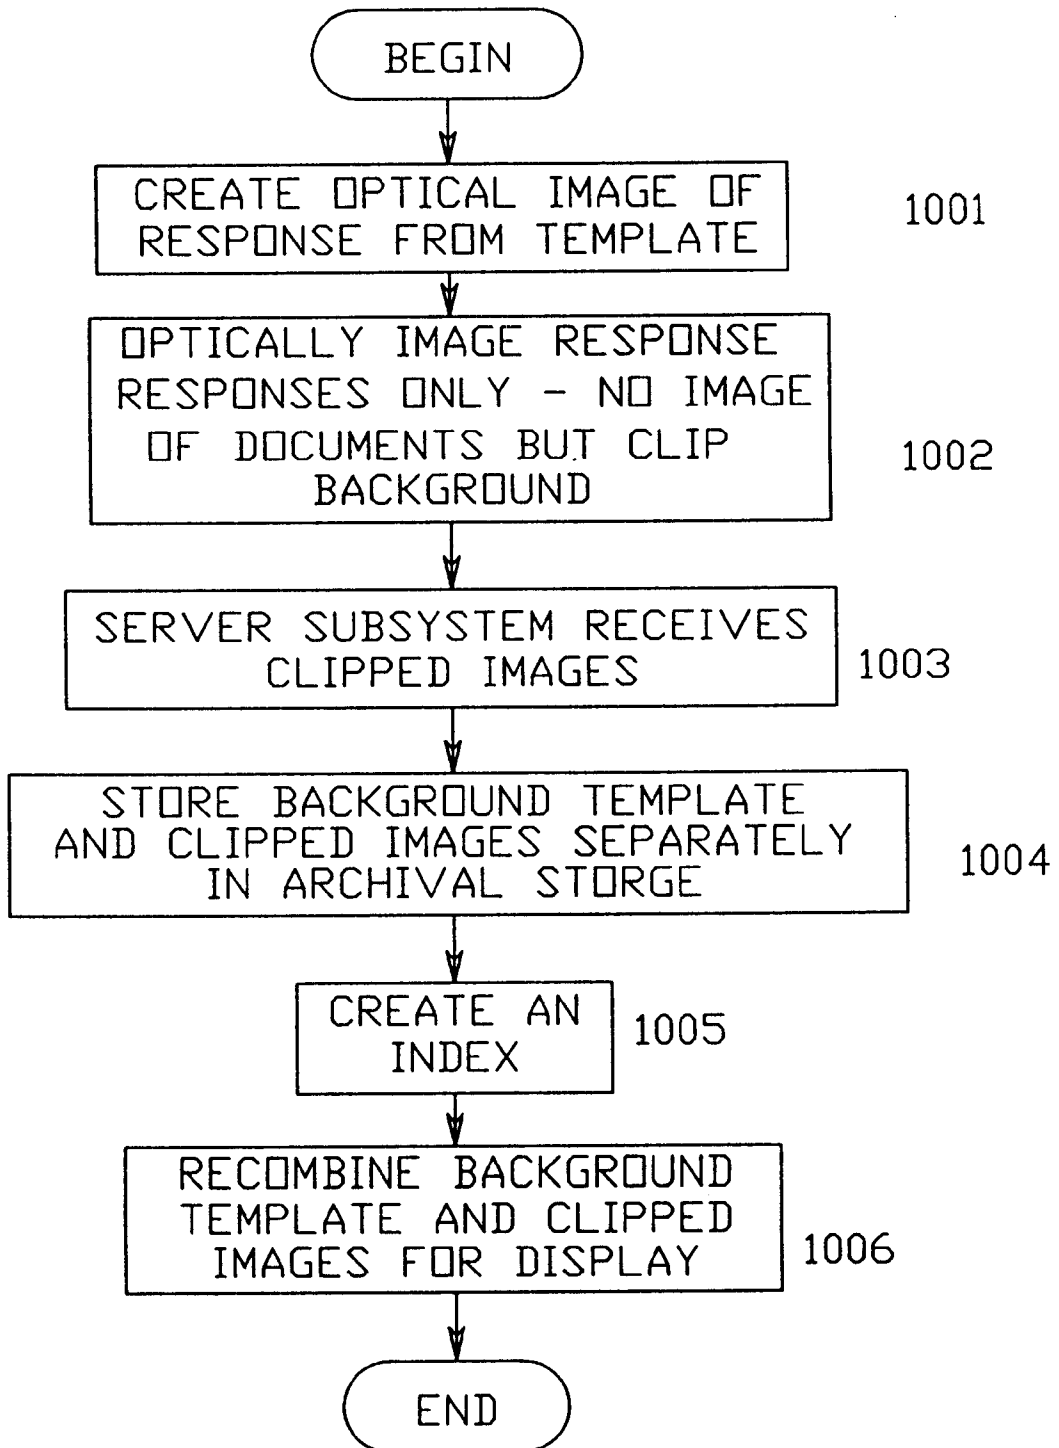 BEGIN
CREATE OPTICAL IMAGE OF
RESPONSE FROM TEMPLATE
1001
OPTICALLY IMAGE RESPONSE
RESPONSES ONLY - NO IMAGE
OF DOCUMENTS BUT CLIP
BACKGROUND
1002
SERVER SUBSYSTEM RECEIVES
CLIPPED IMAGES
1003
STORE BACKGROUND TEMPLATE
AND CLIPPED IMAGES SEPARATELY
IN ARCHIVAL STORGE
1004
CREATE AN
INDEX
1005
RECOMBINE BACKGROUND
TEMPLATE AND CLIPPED
IMAGES FOR DISPLAY
1006
END